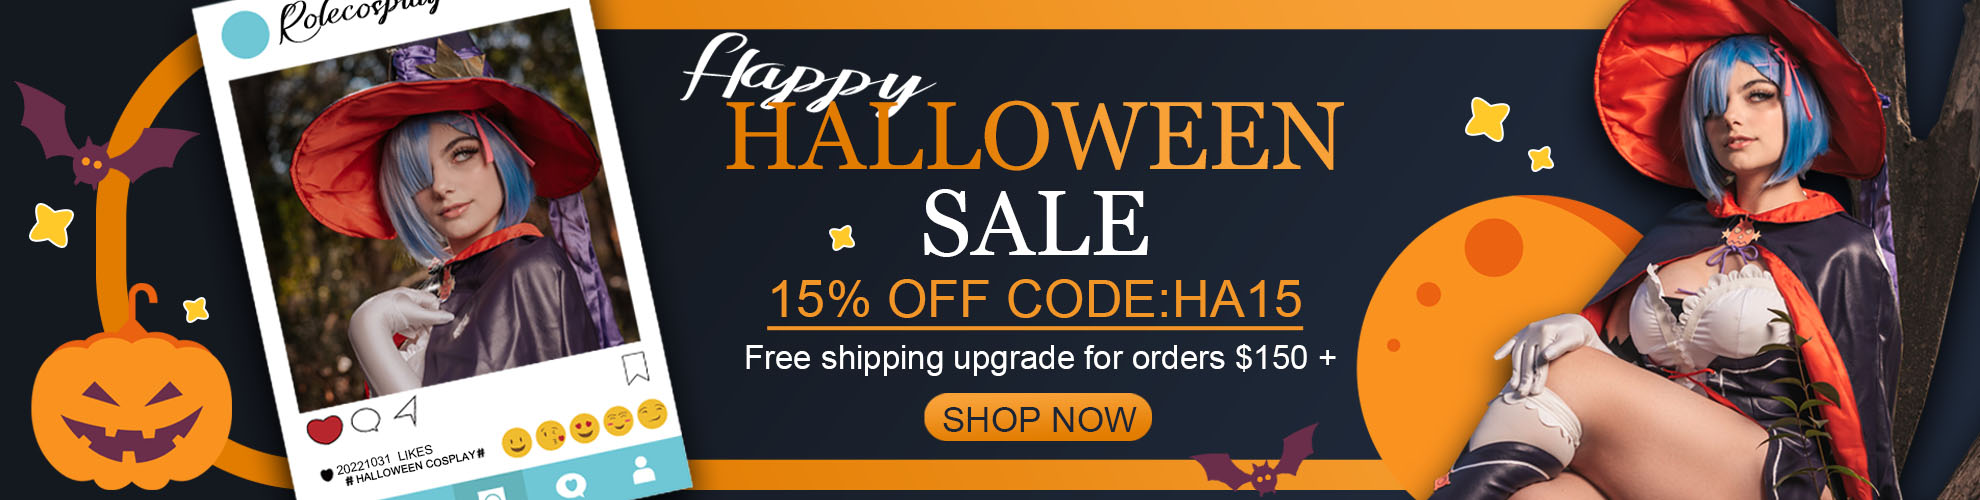 Rolecosplay
20221031 LIKES
# HALLOWEEN COSPLAY#
Happy
HALLOWEEN
SALE
15% OFF CODE:HA15
Free shipping upgrade for orders $150 +
SHOP NOW